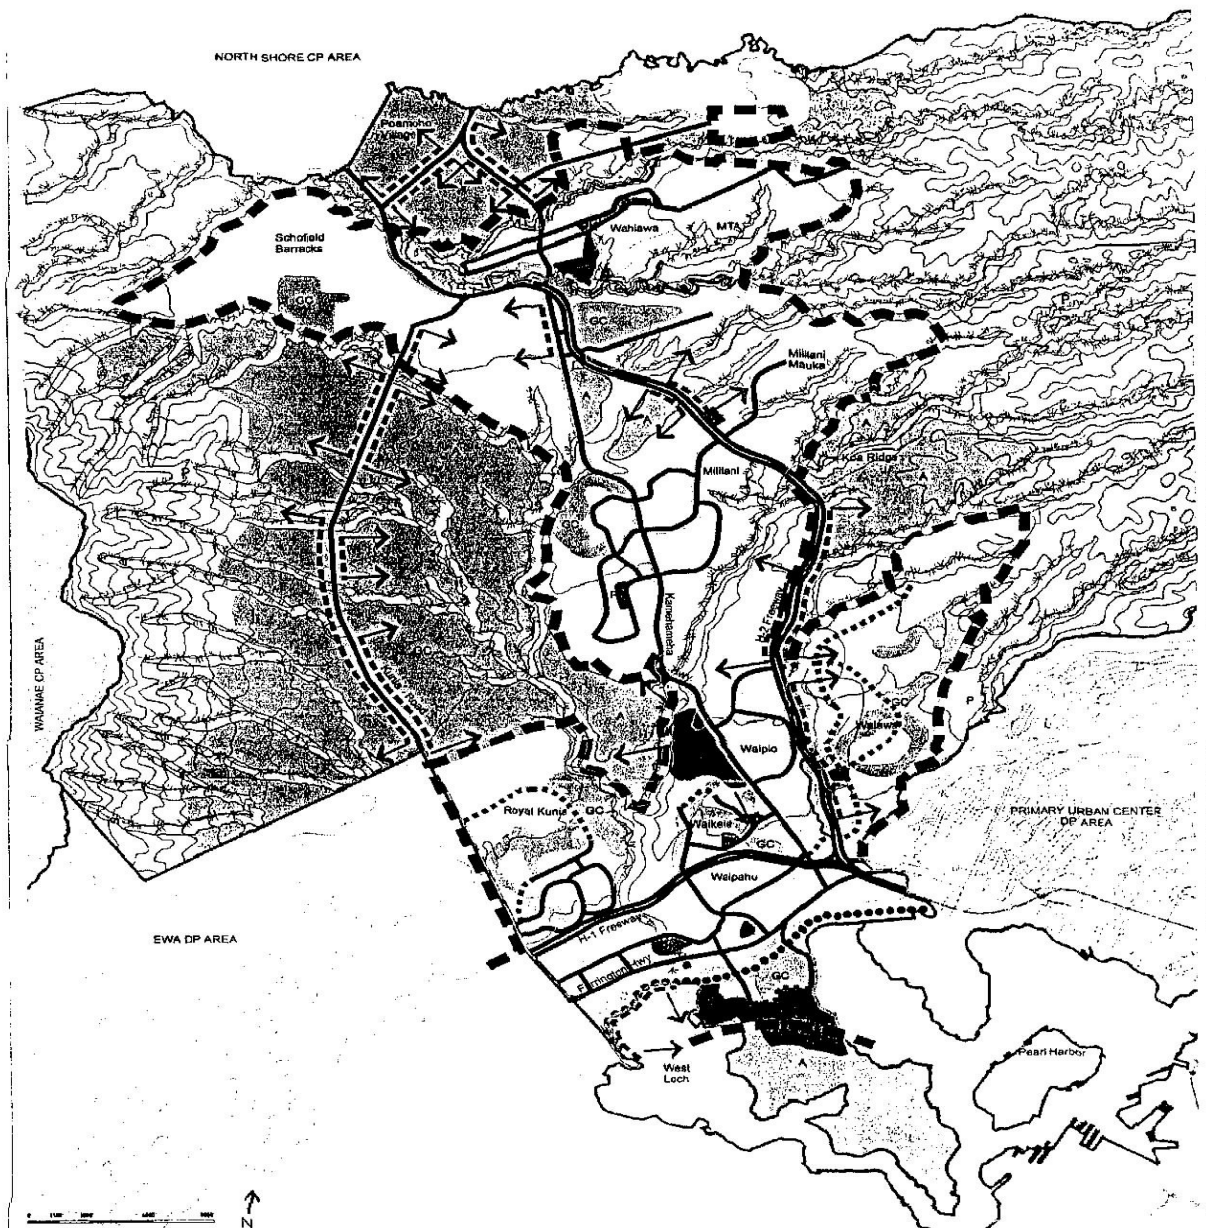 NORTH SHORE CP AREA
Poamoho
Village
Wahiawa
MTA
Schofield
Barracks
GC
GC
P
Mililani
Mauka
A
A
A
Koa Ridge
A
A
Mililani
P
GC
Kamehameha
H-2 Freeway
GC
WAIANAE CP AREA
GC
P
Waiawa
A
Waipio
Royal Kunia
GC
Waikele
GC
PRIMARY URBAN CENTER
DP AREA
Waipahu
EWA DP AREA
H-1 Freeway
Farrington Hwy
GC
Pearl Harbor
A
West
Loch
N